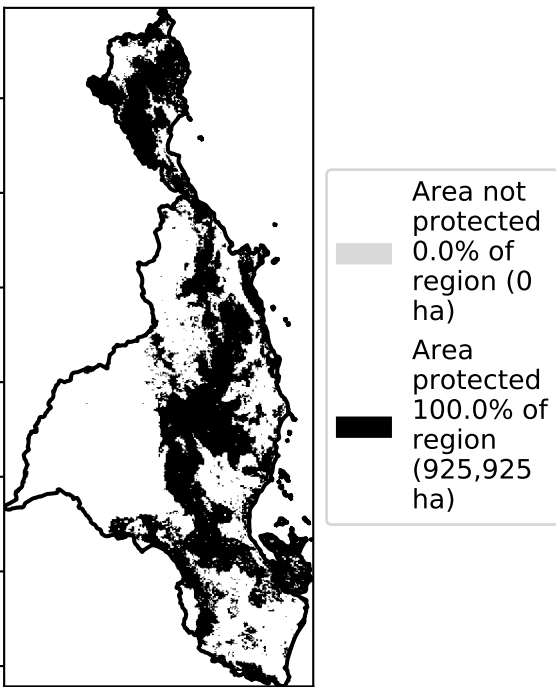 Area not
protected
0.0% of
region (0
ha)
Area
protected
100.0% of
region
(925,925
ha)